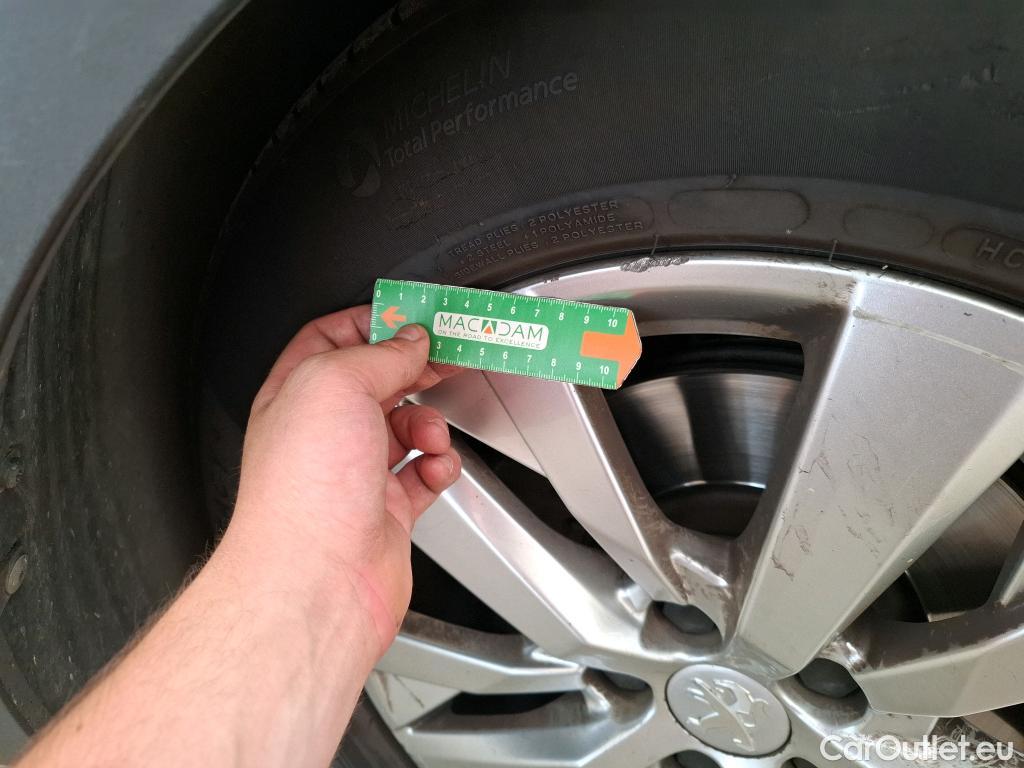 MICHELIN
Total Performance
TREAD PLIES : 2 POLYESTER
+ 2 STEEL + 1 POLYAMIDE
SIDEWALL PLIES : 2 POLYESTER
HC
0 1 2 3 4 5 6 7 8 9 10
MACADAM
ON THE ROAD TO EXCELLENCE
0 3 4 5 6 7 8 9 10
CarOutlet.eu